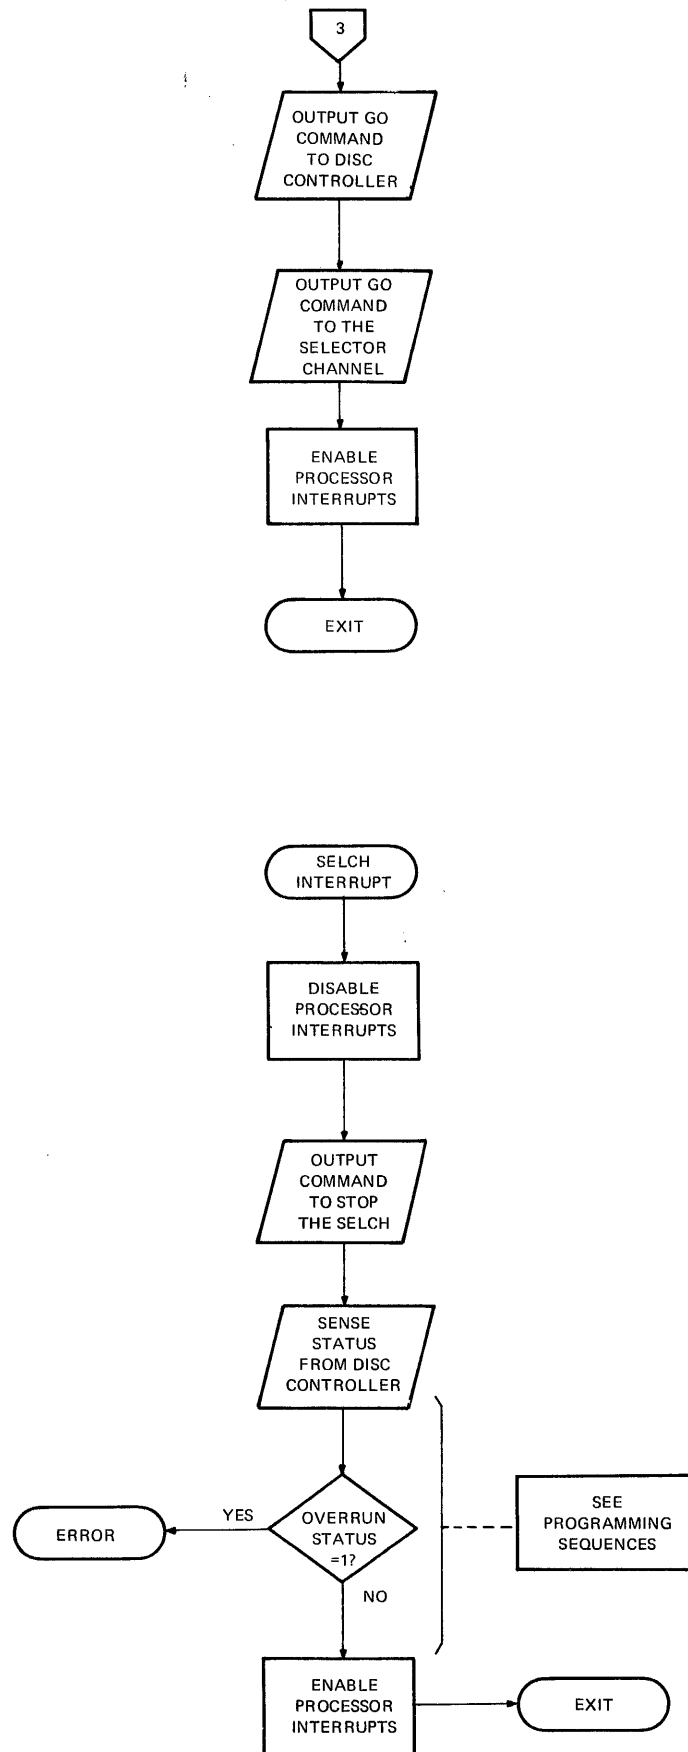 3
OUTPUT GO
COMMAND
TO DISC
CONTROLLER
OUTPUT GO
COMMAND
TO THE
SELECTOR
CHANNEL
ENABLE
PROCESSOR
INTERRUPTS
EXIT
SELCH
INTERRUPT
DISABLE
PROCESSOR
INTERRUPTS
OUTPUT
COMMAND
TO STOP
THE SELCH
SENSE
STATUS
FROM DISC
CONTROLLER
OVERRUN
STATUS
=1?
YES
ERROR
SEE
PROGRAMMING
SEQUENCES
NO
ENABLE
PROCESSOR
INTERRUPTS
EXIT